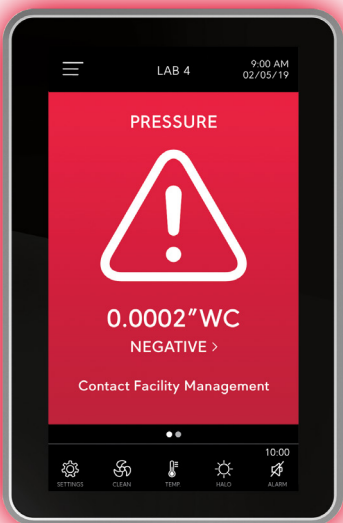 LAB 4
9:00 AM
02/05/19
PRESSURE
0.0002"WC
NEGATIVE >
Contact Facility Management
10:00
SETTINGS CLEAN TEMP HALO ALARM